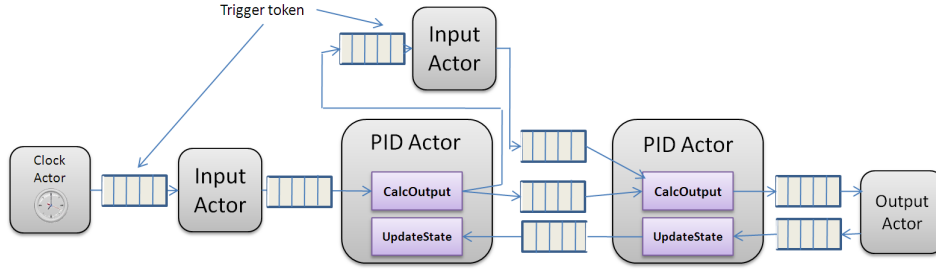 Trigger token
Input
Actor
PID Actor
PID Actor
Clock
Actor
Input
Actor
CalcOutput
CalcOutput
Output
Actor
UpdateState
UpdateState